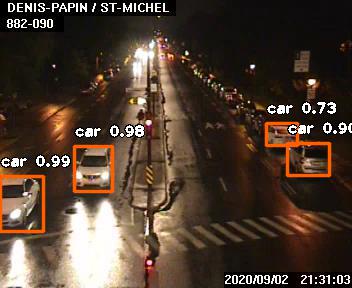 DENIS-PAPIN / ST-MICHEL
882-090
car 0.73
car 0.90
car 0.98
car 0.99
2020/09/02 21:31:03